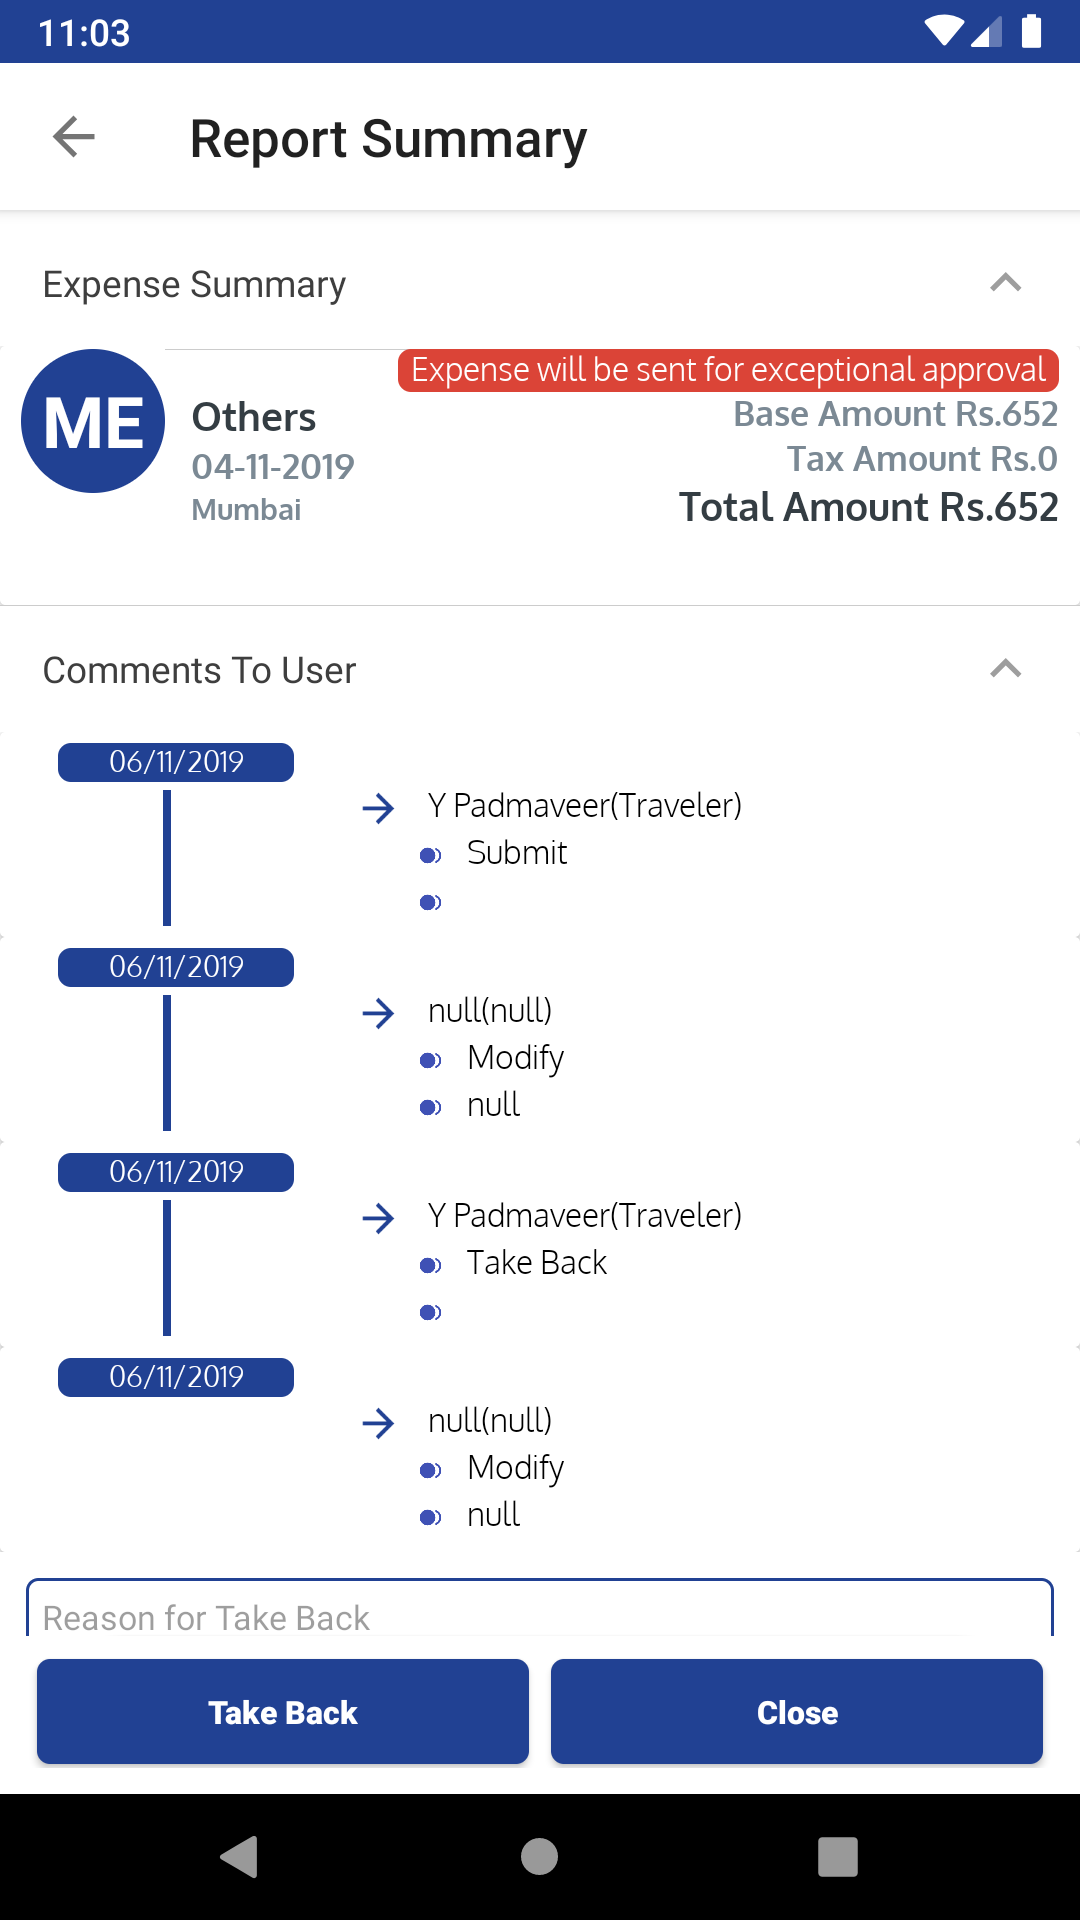 11:03
Report Summary
Expense Summary
Expense will be sent for exceptional approval
ME
Others
Base Amount Rs.652
04-11-2019
Tax Amount Rs.0
Mumbai
Total Amount Rs.652
Comments To User
06/11/2019
Y Padmaveer(Traveler)
Submit
06/11/2019
null(null)
Modify
null
06/11/2019
Y Padmaveer(Traveler)
Take Back
06/11/2019
null(null)
Modify
null
Reason for Take Back
Take Back
Close